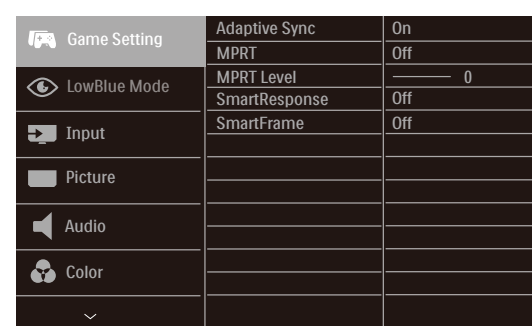 Game Setting
LowBlue Mode
Input
Picture
Audio
Color
Adaptive Sync On
MPRT Off
MPRT Level 0
SmartResponse Off
SmartFrame Off